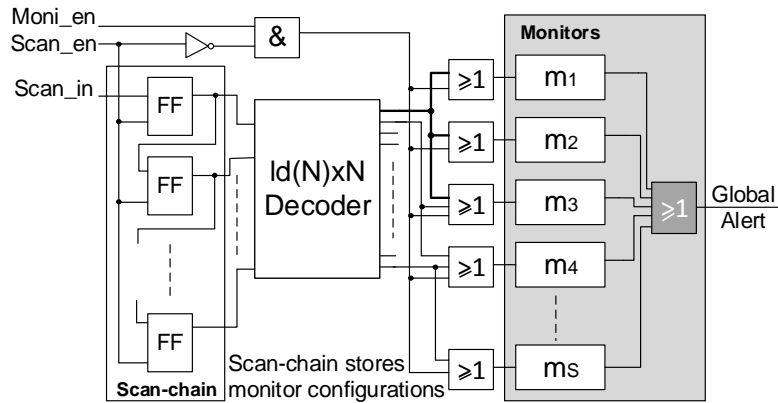 Moni_en
Scan_en
&
Monitors
Scan_in
FF
≥1
m1
FF
ld(N)xN
Decoder
≥1
m2
≥1
m3
≥1
Global
Alert
≥1
m4
FF
≥1
ms
Scan-chain
Scan-chain stores
monitor configurations